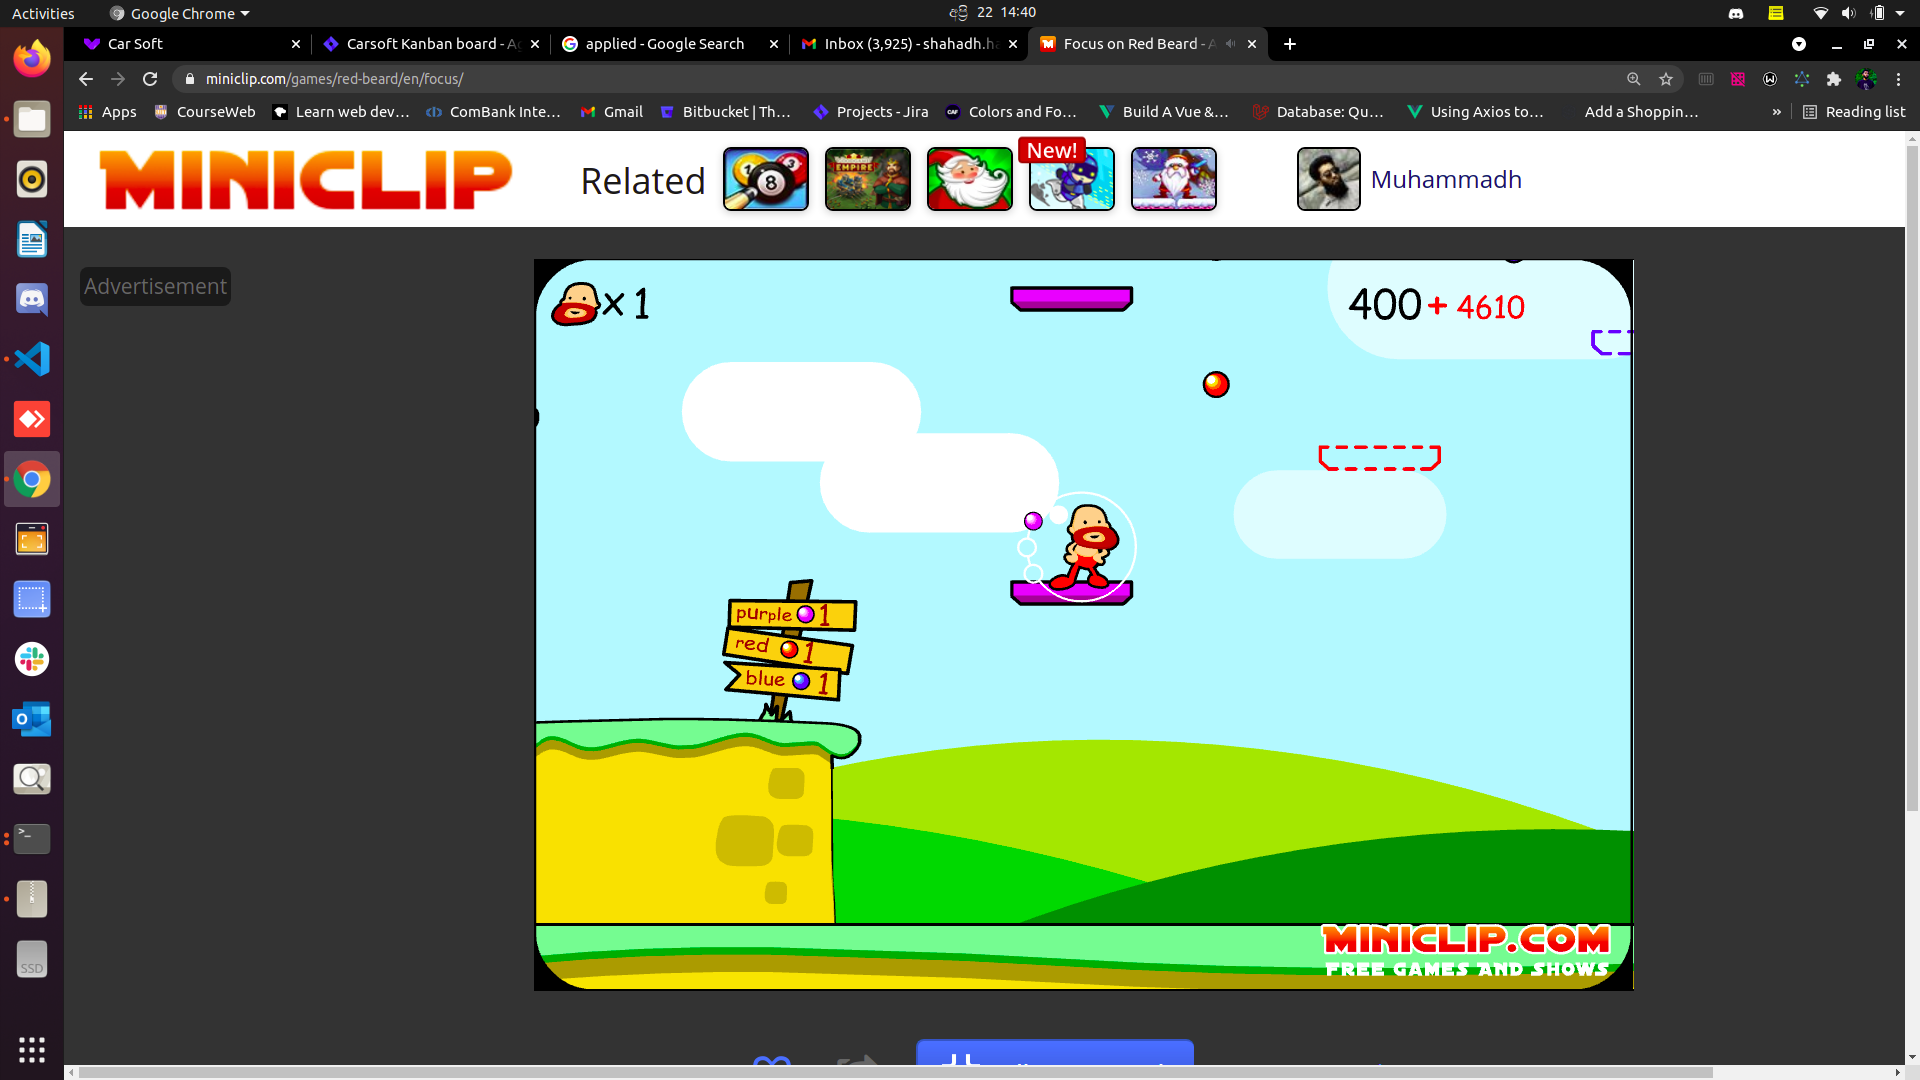 Activities
Google Chrome
22 14:40
Car Soft
Carsoft Kanban board - Ag
applied - Google Search
Inbox (3,925) - shahadh.ha
Focus on Red Beard - A
miniclip.com/games/red-beard/en/focus/
Apps
CourseWeb
Learn web dev...
ComBank Inte...
Gmail
Bitbucket | Th...
Projects - Jira
Colors and Fo...
Build A Vue &...
Database: Qu...
Using Axios to...
Add a Shoppin...
»
Reading list
MINICLIP
Related
EMPIRE
New!
Muhammadh
Advertisement
x 1
400 + 4610
purple 1
red 1
blue 1
MINICLIP.COM
FREE GAMES AND SHOWS
SSD